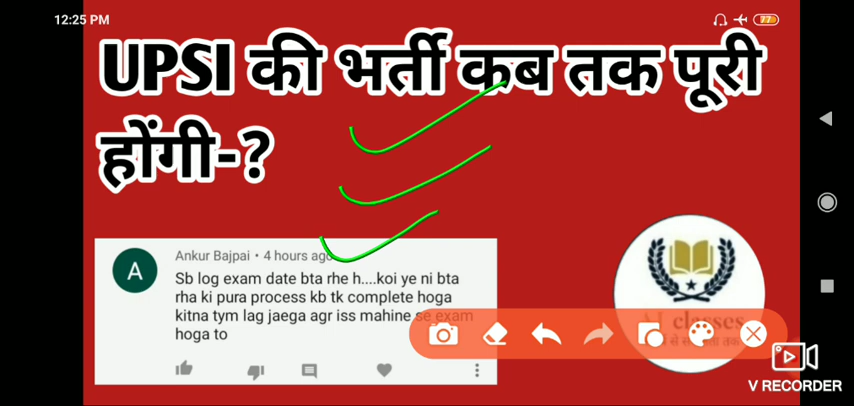 12:25 PM
77
UPSI की भर्ती कब तक पूरी
होंगी-?
A
Ankur Bajpai • 4 hours ago
Sb log exam date bta rhe h....koi ye ni bta
rha ki pura process kb tk complete hoga
kitna tym lag jaega agr iss mahine se exam
hoga to
classes
V RECORDER